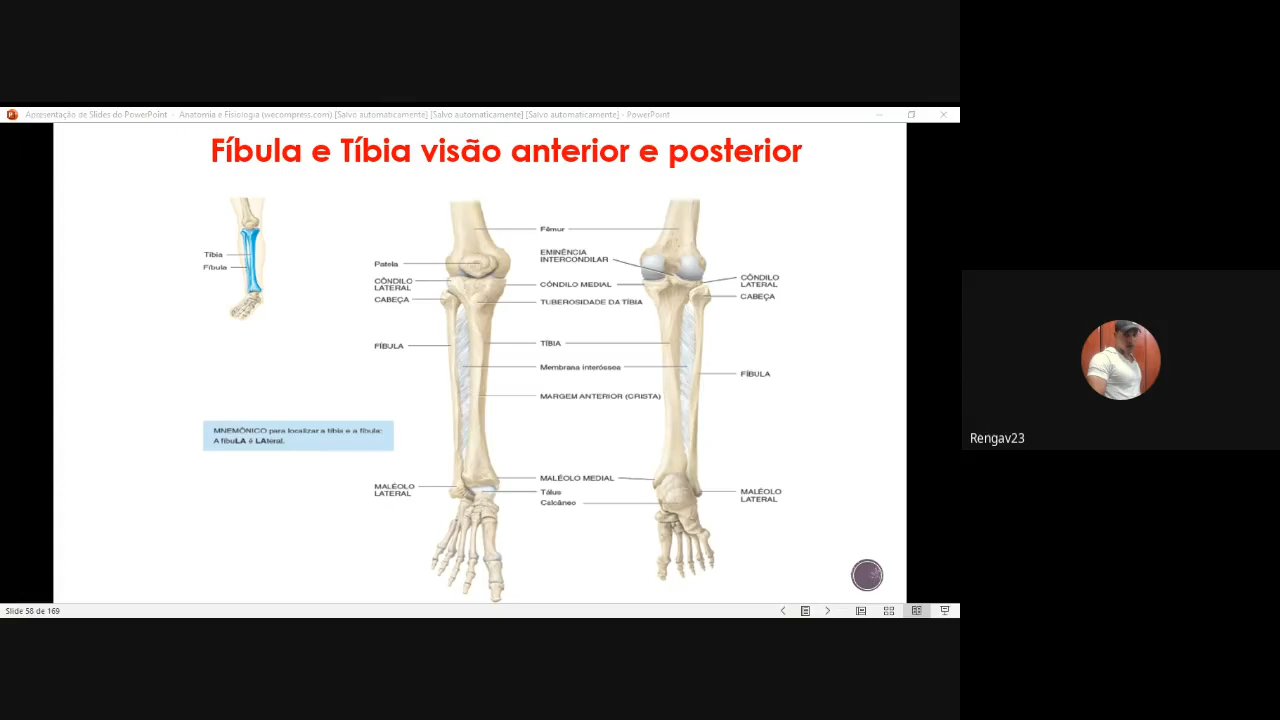 Apresentação de Slides do PowerPoint - Anatomia e Fisiologia (wecompress.com) [Salvo automaticamente] [Salvo automaticamente] [Salvo automaticamente] - PowerPoint
Fíbula e Tíbia visão anterior e posterior
Tíbia
Fíbula
Patela
CÔNDILO
LATERAL
CABEÇA
FÍBULA
MALÉOLO
LATERAL
Fêmur
EMINÊNCIA
INTERCONDILAR
CÔNDILO MEDIAL
TUBEROSIDADE DA TÍBIA
TÍBIA
Membrana interóssea
MARGEM ANTERIOR (CRISTA)
MALÉOLO MEDIAL
Tálus
Calcâneo
CÔNDILO
LATERAL
CABEÇA
FÍBULA
MALÉOLO
LATERAL
MNEMÔNICO para localizar a tíbia e a fíbula:
A fíbuLA é LAteral.
Slide 58 de 169
Rengav23